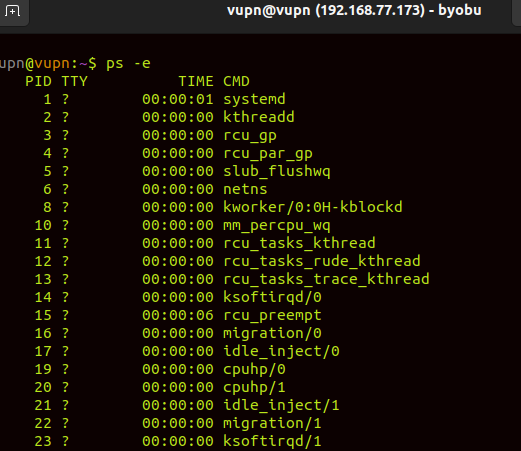 vupn@vupn (192.168.77.173) - byobu
upn@vupn:~$ ps -e
PID TTY TIME CMD
1 ? 00:00:01 systemd
2 ? 00:00:00 kthreadd
3 ? 00:00:00 rcu_gp
4 ? 00:00:00 rcu_par_gp
5 ? 00:00:00 slub_flushwq
6 ? 00:00:00 netns
8 ? 00:00:00 kworker/0:0H-kblockd
10 ? 00:00:00 mm_percpu_wq
11 ? 00:00:00 rcu_tasks_kthread
12 ? 00:00:00 rcu_tasks_rude_kthread
13 ? 00:00:00 rcu_tasks_trace_kthread
14 ? 00:00:00 ksoftirqd/0
15 ? 00:00:06 rcu_preempt
16 ? 00:00:00 migration/0
17 ? 00:00:00 idle_inject/0
19 ? 00:00:00 cpuhp/0
20 ? 00:00:00 cpuhp/1
21 ? 00:00:00 idle_inject/1
22 ? 00:00:00 migration/1
23 ? 00:00:00 ksoftirqd/1